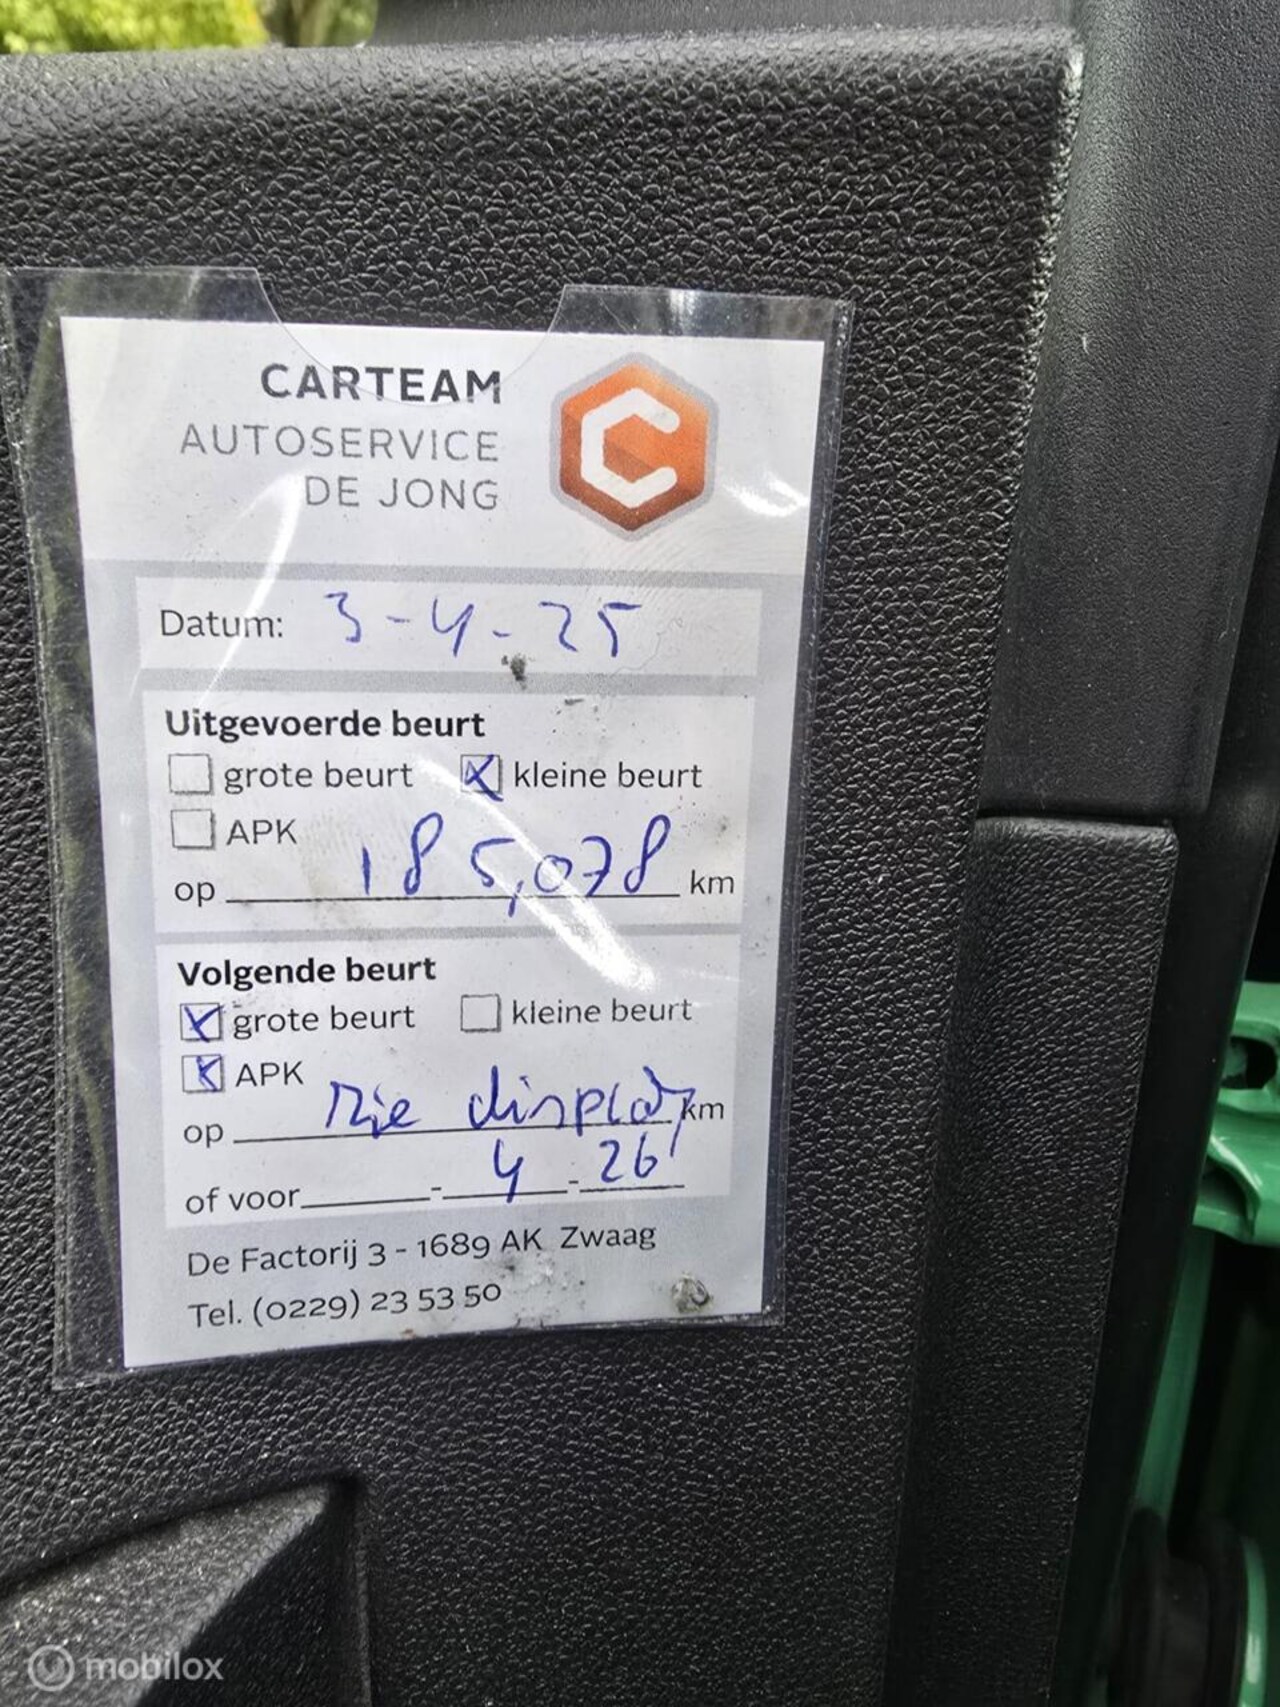 CARTEAM
AUTOSERVICE
DE JONG
Datum: 3-4-25
Uitgevoerde beurt
grote beurt kleine beurt
APK
op 185,078 km
Volgende beurt
grote beurt kleine beurt
APK
op Zie display km
of voor - 4 - 26
De Factorij 3 - 1689 AK Zwaag
Tel. (0229) 23 53 50
mobilox